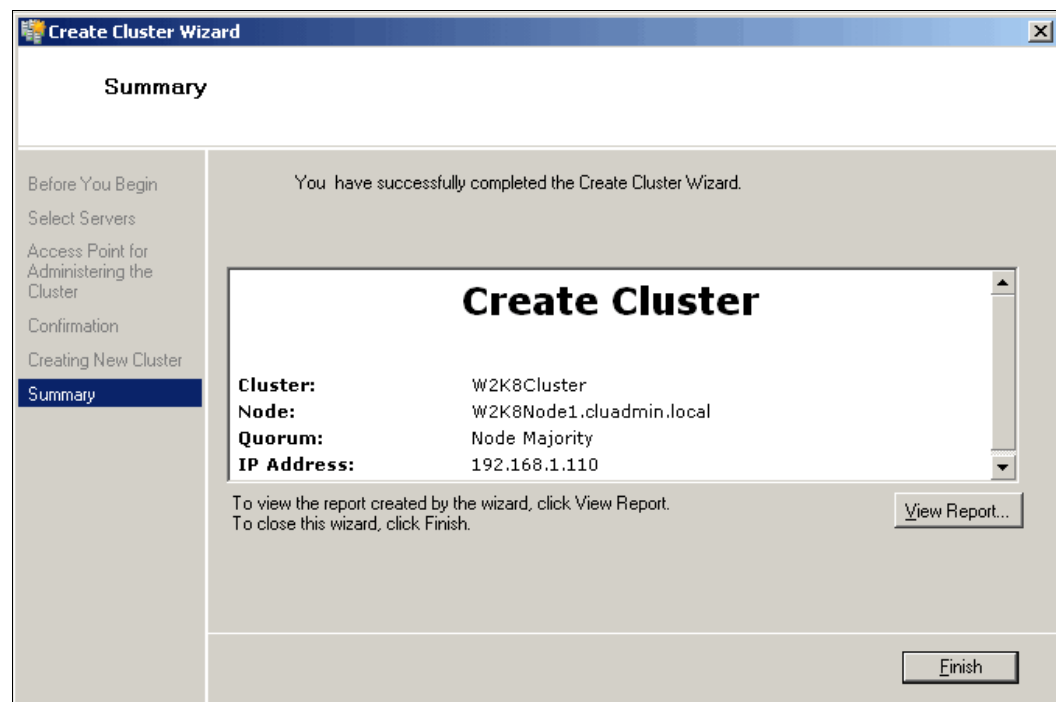 Create Cluster Wizard
Summary
Before You Begin
Select Servers
Access Point for
Administering the
Cluster
Confirmation
Creating New Cluster
Summary
You have successfully completed the Create Cluster Wizard.
Create Cluster
Cluster: W2K8Cluster
Node: W2K8Node1.cluadmin.local
Quorum: Node Majority
IP Address: 192.168.1.110
To view the report created by the wizard, click View Report.
To close this wizard, click Finish.
View Report...
Finish